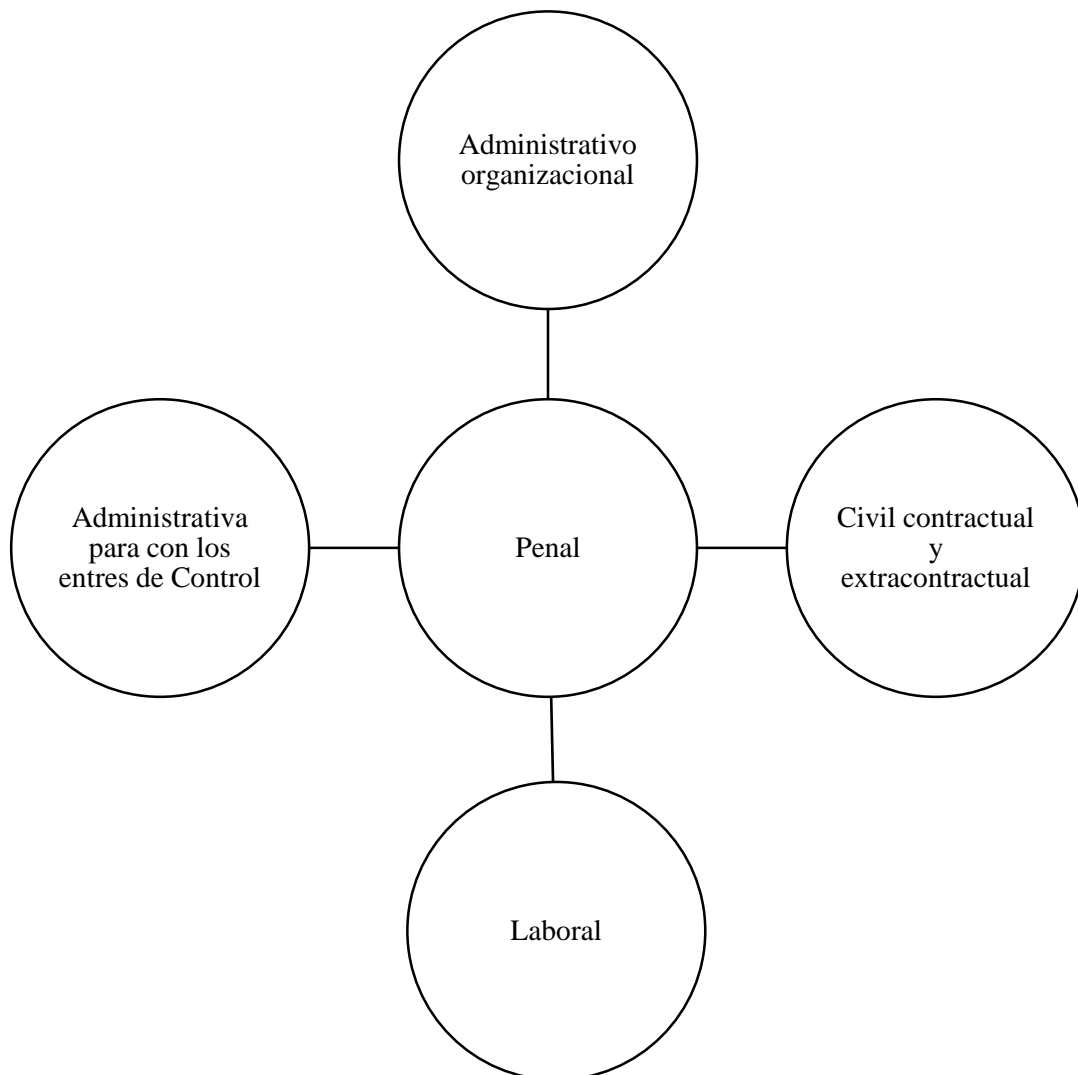 Administrativo
organizacional
Administrativa
para con los
entres de Control
Penal
Civil contractual
y
extracontractual
Laboral